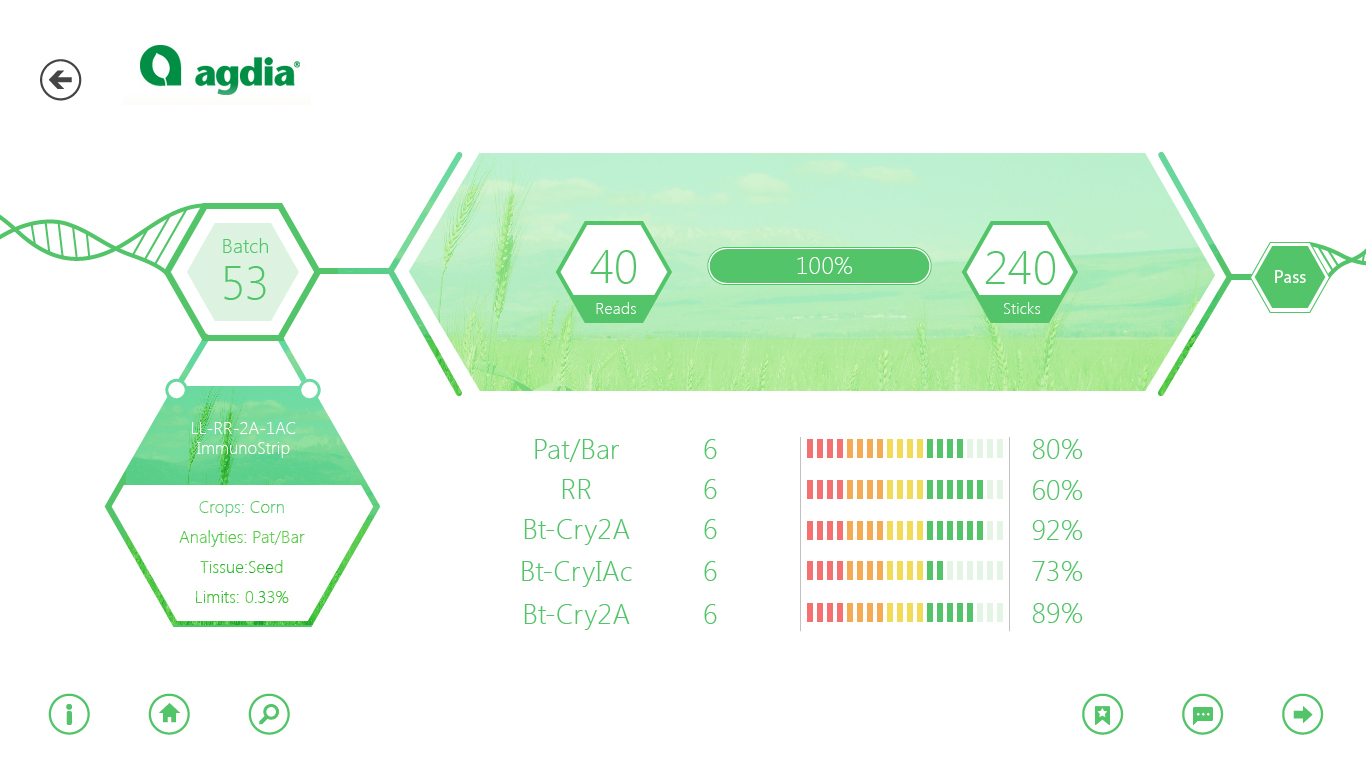 agdia®
Batch
53
40
Reads
100%
240
Sticks
Pass
LL-RR-2A-1AC
ImmunoStrip
Crops: Corn
Analyties: Pat/Bar
Tissue:Seed
Limits: 0.33%
Pat/Bar 6 80%
RR 6 60%
Bt-Cry2A 6 92%
Bt-CryIAc 6 73%
Bt-Cry2A 6 89%